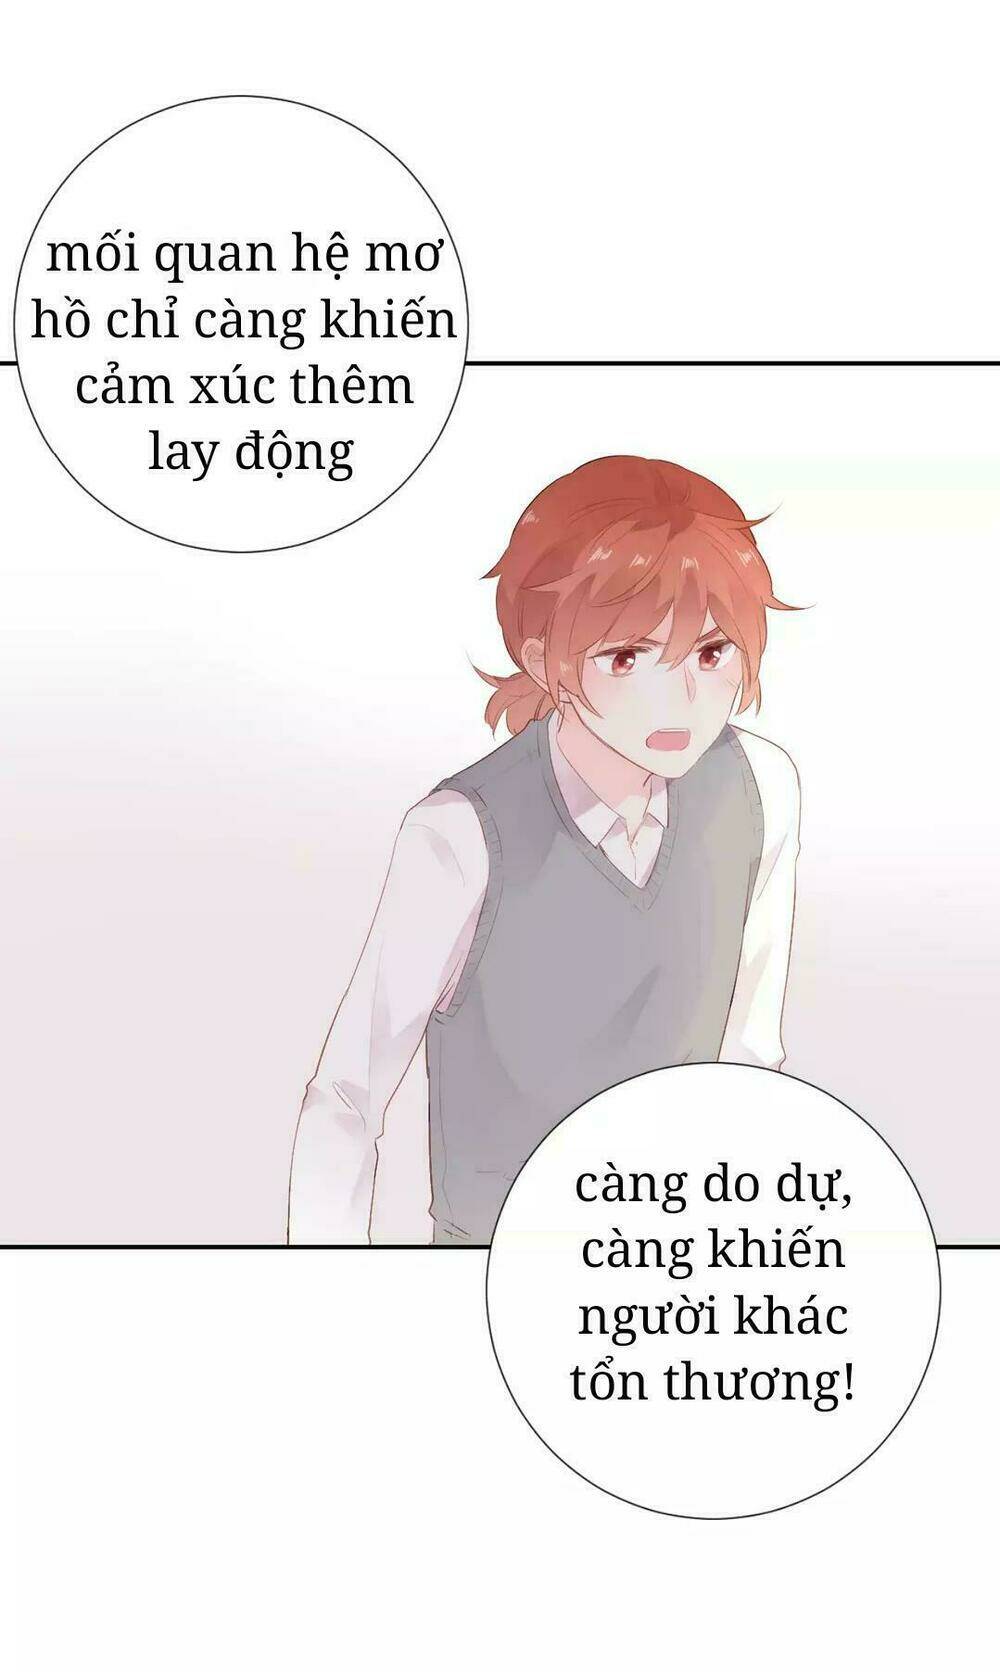 mối quan hệ mơ
hồ chỉ càng khiến
cảm xúc thêm
lay động
càng do dự,
càng khiến
người khác
tổn thương!